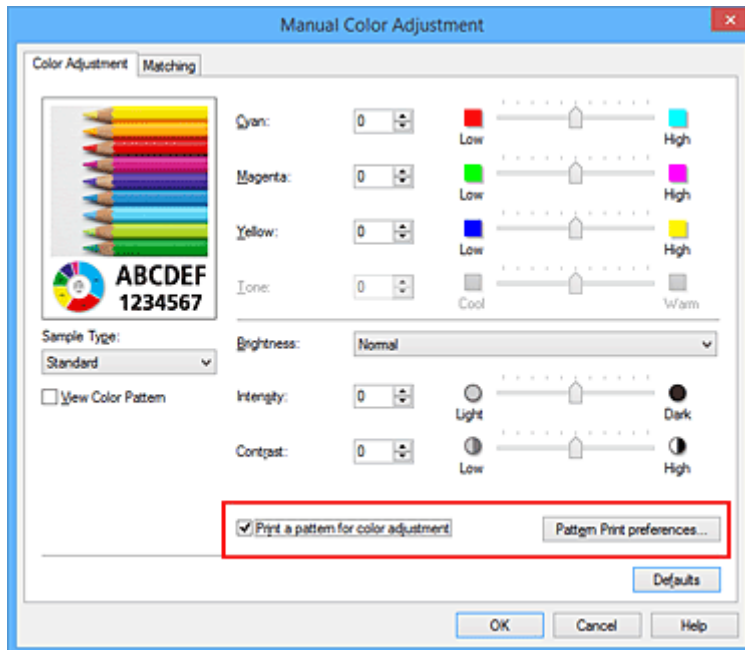 Manual Color Adjustment
Color Adjustment Matching
ABCDEF
1234567
Sample Type:
Standard
View Color Pattern
Cyan: 0 Low High
Magenta: 0 Low High
Yellow: 0 Low High
Tone: 0 Cool Warm
Brightness: Normal
Intensity: 0 Light Dark
Contrast: 0 Low High
Print a pattern for color adjustment Pattern Print preferences...
Defaults
OK Cancel Help